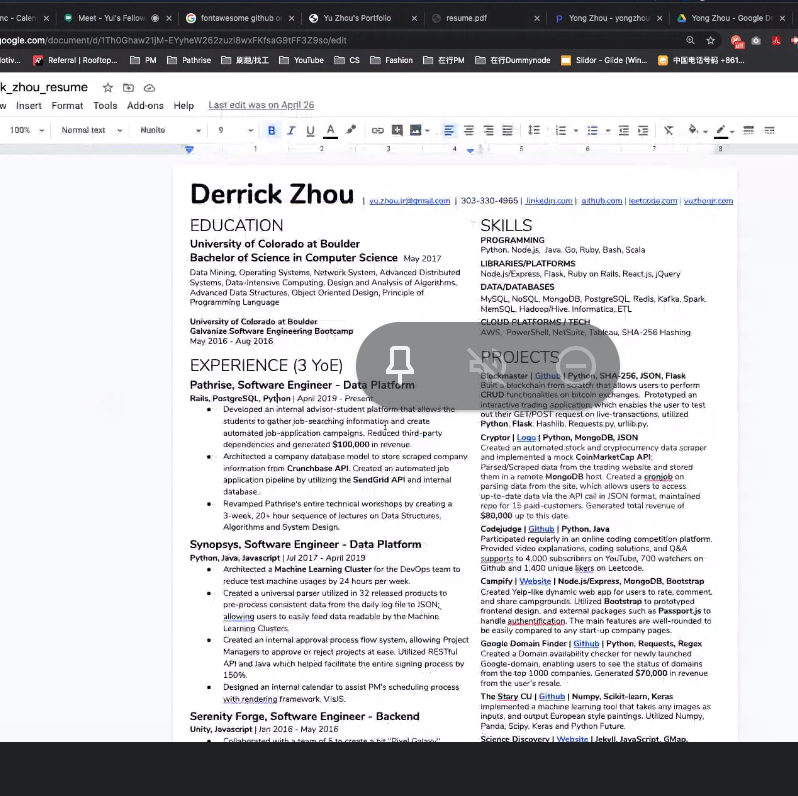 nc - Calen
Meet - Yui's Fellow
fontawesome github o
Yu Zhou's Portfolio
resume.pdf
Yong Zhou - yongzhou
Yong Zhou - Google D
google.com/document/d/
/edit
Referral | Rooftop...
PM
Pathrise
刷题/找工
YouTube
CS
Fashion
在行PM
在行Dummynode
Slidor - Glide (Win...
中国电话号码 +861...
k_zhou_resume
w Insert Format Tools Add-ons Help Last edit was on April 26
100% Normal text Nunito 9 B I U A
1 2 3 4 5 6 7 8
Derrick Zhou | yu.zhou.jr@gmail.com | 303-330-4965 | linkedin.com | github.com | leetcode.com | yuzhoujr.com
EDUCATION
University of Colorado at Boulder
Bachelor of Science in Computer Science May 2017
Data Mining, Operating Systems, Network System, Advanced Distributed
Systems, Data-Intensive Computing, Design and Analysis of Algorithms,
Advanced Data Structures, Object Oriented Design, Principle of
Programming Language
University of Colorado at Boulder
Galvanize Software Engineering Bootcamp
May 2016 - Aug 2016
EXPERIENCE (3 YoE)
Pathrise, Software Engineer - Data Platform
Rails, PostgreSQL, Python | April 2019 - Present
Developed an internal advisor-student platform that allows the
students to gather job-searching information and create
automated job-application campaigns. Reduced third-party
dependencies and generated $100,000 in revenue.
Architected a company database model to store scraped company
information from Crunchbase API. Created an automated job
application pipeline by utilizing the SendGrid API and internal
database.
Revamped Pathrise's entire technical workshops by creating a
3-week, 20+ hour sequence of lectures on Data Structures,
Algorithms and System Design.
Synopsys, Software Engineer - Data Platform
Python, Java, Javascript | Jul 2017 - April 2019
Architected a Machine Learning Cluster for the DevOps team to
reduce test machine usages by 24 hours per week.
Created a universal parser utilized in 32 released products to
pre-process consistent data from the daily log file to JSON;
allowing users to easily feed data readable by the Machine
Learning Clusters.
Created an internal approval process flow system, allowing Project
Managers to approve or reject projects at ease. Utilized RESTful
API and Java which helped facilitate the entire signing process by
150%.
Designed an internal calendar to assist PM's scheduling process
with rendering framework, VisJS.
Serenity Forge, Software Engineer - Backend
Unity, Javascript | Jan 2016 - May 2016
Collaborated with a team of 5 to create a hit "Pixel Galaxy"
SKILLS
PROGRAMMING
Python, Node.js, Java, Go, Ruby, Bash, Scala
LIBRARIES/PLATFORMS
Node.js/Express, Flask, Ruby on Rails, React.js, jQuery
DATA/DATABASES
MySQL, NoSQL, MongoDB, PostgreSQL, Redis, Kafka, Spark,
MemSQL, Hadoop/Hive, Informatica, ETL
CLOUD PLATFORMS / TECH
AWS, PowerShell, NetSuite, Tableau, SHA-256 Hashing
PROJECTS
Blockmaster | Github | Python, SHA-256, JSON, Flask
Built a blockchain from scratch that allows users to perform
CRUD functionalities on bitcoin exchanges. Prototyped an
interactive trading application, which enables the user to test
out their GET/POST request on live-transactions, utilized
Python, Flask, Hashlib, Requests.py, urllib.py.
Cryptor | Logo | Python, MongoDB, JSON
Created an automated stock and cryptocurrency data scraper
and implemented a mock CoinMarketCap API;
Parsed/Scraped data from the trading website and stored
them in a remote MongoDB host. Created a cronjob on
parsing data from the site, which allows users to access
up-to-date data via the API call in JSON format, maintained
repo for 15 paid-customers. Generated total revenue of
$80,000 up to this date.
Codejudge | Github | Python, Java
Participated regularly in an online coding competition platform.
Provided video explanations, coding solutions, and Q&A
supports to 4,000 subscribers on YouTube, 700 watchers on
Github and 1,400 unique likers on Leetcode.
Campify | Website | Node.js/Express, MongoDB, Bootstrap
Created Yelp-like dynamic web app for users to rate, comment,
and share campgrounds. Utilized Bootstrap to prototyped
frontend design, and external packages such as Passport.js to
handle authentification. The main features are well-rounded to
be easily compared to any start-up company pages.
Google Domain Finder | Github | Python, Requests, Regex
Created a Domain availability checker for newly launched
Google-domain, enabling users to see the status of domains
from the top 1000 companies. Generated $70,000 in revenue
from the user's resale.
The Stary CU | Github | Numpy, Scikit-learn, Keras
Implemented a machine learning tool that takes any images as
inputs, and output European style paintings. Utilized Numpy,
Panda, Scipy, Keras and Python Future.
Science Discovery | Website | Jekyll, JavaScript, GMap,